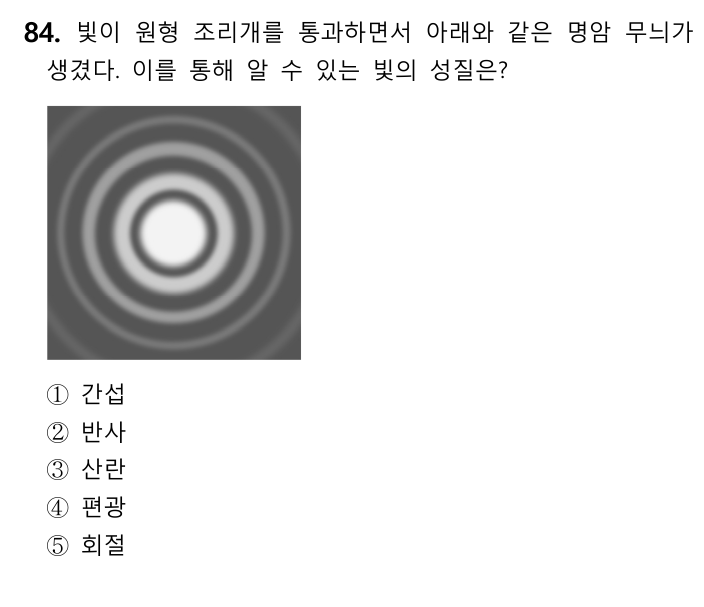 84. 빛이 원형 조리개를 통과하면서 아래와 같은 명암 무늬가
생겼다. 이를 통해 알 수 있는 빛의 성질은?
① 간섭
② 반사
③ 산란
④ 편광
⑤ 회절